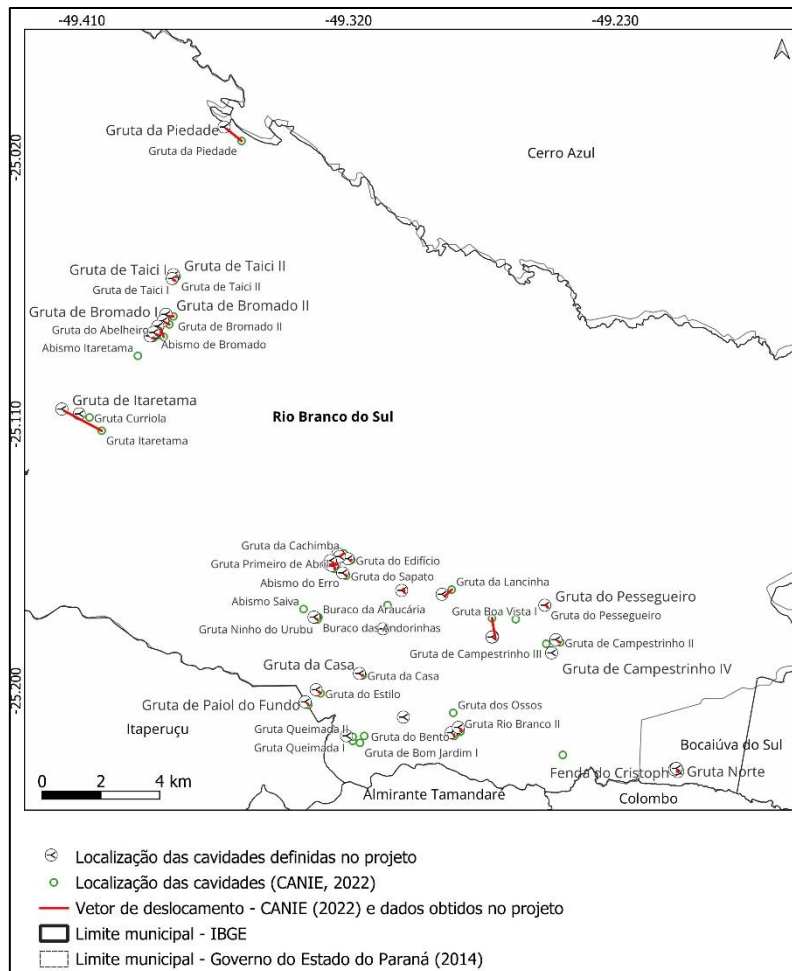 -49.410
-49.320
-49.230
-25.020
-25.110
-25.200
Gruta da Piedade
Gruta da Piedade
Cerro Azul
Gruta de Taici I
Gruta de Taici II
Gruta de Taici I
Gruta de Taici II
Gruta de Bromado I
Gruta de Bromado II
Gruta do Abelheiro
Gruta de Bromado II
Abismo Itaretama
Abismo de Bromado
Gruta de Itaretama
Gruta Curriola
Rio Branco do Sul
Gruta Itaretama
Gruta da Cachimba
Gruta Primeiro de Abril
Gruta do Edifício
Abismo do Erro
Gruta do Sapato
Gruta da Lancinha
Gruta do Pessegueiro
Abismo Saiva
Buraco da Araucária
Gruta Boa Vista I
Gruta do Pessegueiro
Gruta Ninho do Urubu
Buraco das Andorinhas
Gruta de Campestrinho II
Gruta de Campestrinho III
Gruta de Campestrinho IV
Gruta da Casa
Gruta da Casa
Gruta do Estilo
Gruta de Paiol do Fundo
Gruta dos Ossos
Itaperuçu
Gruta Queimada II
Gruta do Bento
Gruta Rio Branco II
Gruta Queimada I
Gruta de Bom Jardim I
Bocaiúva do Sul
Fenda do Cristoph
Gruta Norte
0 2 4 km
Almirante Tamandaré
Colombo
Localização das cavidades definidas no projeto
Localização das cavidades (CANIE, 2022)
Vetor de deslocamento - CANIE (2022) e dados obtidos no projeto
Limite municipal - IBGE
Limite municipal - Governo do Estado do Paraná (2014)